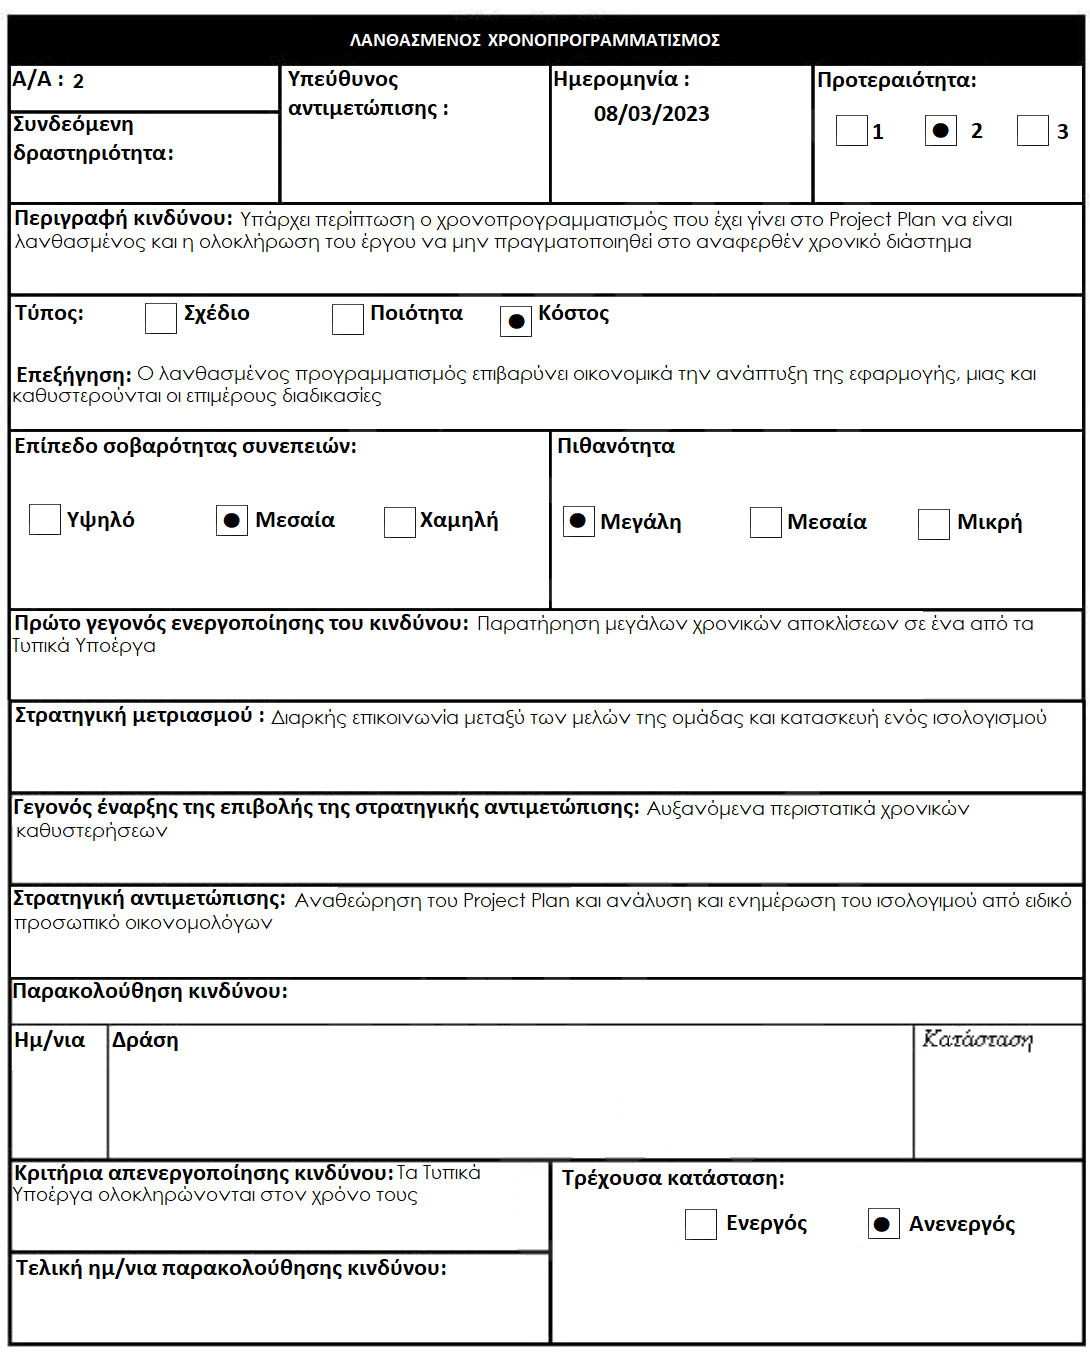 ΛΑΝΘΑΣΜΕΝΟΣ ΧΡΟΝΟΠΡΟΓΡΑΜΜΑΤΙΣΜΟΣ
Α/Α : 2
Συνδεόμενη
δραστηριότητα:
Υπεύθυνος
αντιμετώπισης :
Ημερομηνία :
08/03/2023
Προτεραιότητα:
1 2 3
Περιγραφή κινδύνου: Υπάρχει περίπτωση ο χρονοπρογραμματισμός που έχει γίνει στο Project Plan να είναι
λανθασμένος και η ολοκλήρωση του έργου να μην πραγματοποιηθεί στο αναφερθέν χρονικό διάστημα
Τύπος: Σχέδιο Ποιότητα Κόστος
Επεξήγηση: Ο λανθασμένος προγραμματισμός επιβαρύνει οικονομικά την ανάπτυξη της εφαρμογής, μιας και
καθυστερούνται οι επιμέρους διαδικασίες
Επίπεδο σοβαρότητας συνεπειών:
Υψηλό Μεσαία Χαμηλή
Πιθανότητα
Μεγάλη Μεσαία Μικρή
Πρώτο γεγονός ενεργοποίησης του κινδύνου: Παρατήρηση μεγάλων χρονικών αποκλίσεων σε ένα από τα
Τυπικά Υποέργα
Στρατηγική μετριασμού : Διαρκής επικοινωνία μεταξύ των μελών της ομάδας και κατασκευή ενός ισολογισμού
Γεγονός έναρξης της επιβολής της στρατηγικής αντιμετώπισης: Αυξανόμενα περιστατικά χρονικών
καθυστερήσεων
Στρατηγική αντιμετώπισης: Αναθεώρηση του Project Plan και ανάλυση και ενημέρωση του ισολογιμού από ειδικό
προσωπικό οικονομολόγων
Παρακολούθηση κινδύνου:
Ημ/νια Δράση Κατάσταση
Κριτήρια απενεργοποίησης κινδύνου: Τα Τυπικά
Υποέργα ολοκληρώνονται στον χρόνο τους
Τελική ημ/νια παρακολούθησης κινδύνου:
Τρέχουσα κατάσταση:
Ενεργός Ανενεργός